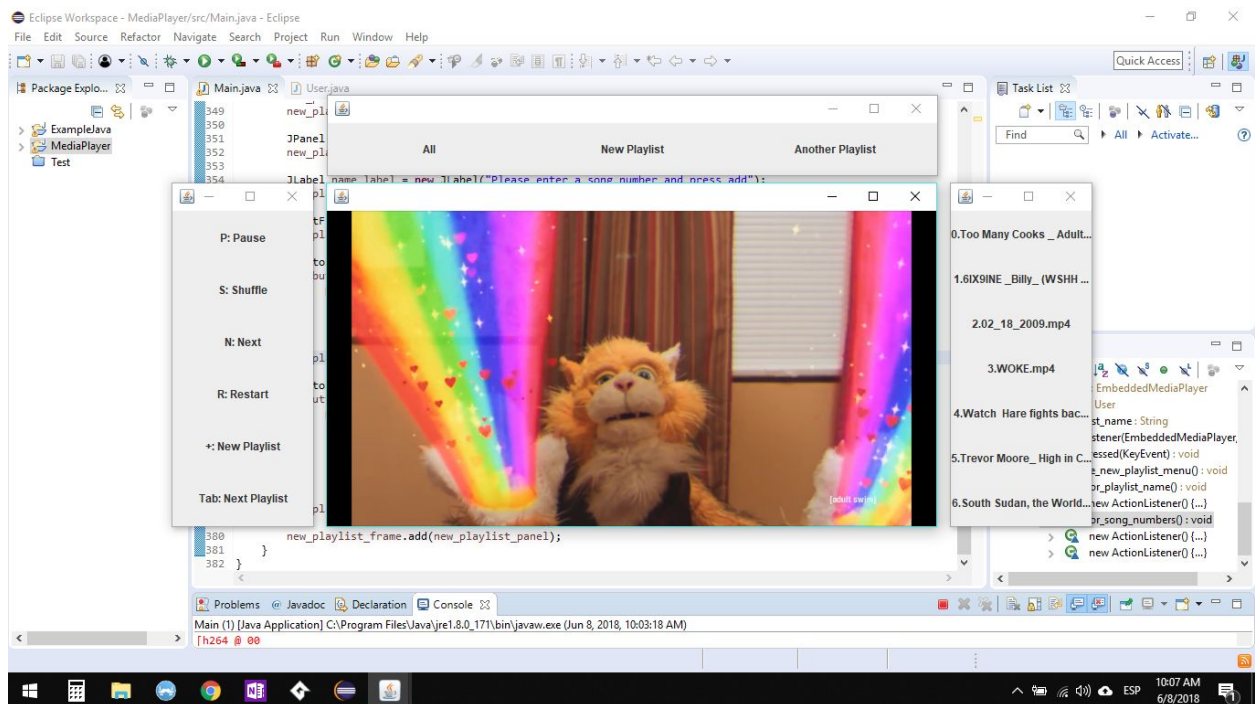 Eclipse Workspace - MediaPlayer/src/Main.java - Eclipse
File Edit Source Refactor Navigate Search Project Run Window Help
Quick Access
Package Explo...
Main.java
User.java
Task List
ExampleJava
MediaPlayer
Test
Find
All
Activate...
349
350
351 JPanel
352
353
354 JLabel name_label = new JLabel("Please enter a song number and press add");
All
New Playlist
Another Playlist
P: Pause
S: Shuffle
N: Next
R: Restart
+: New Playlist
Tab: Next Playlist
[adult swim]
0.Too Many Cooks _ Adult...
1.6IX9INE _Billy_ (WSHH ...
2.02_18_2009.mp4
3.WOKE.mp4
4.Watch Hare fights bac...
5.Trevor Moore_ High in C...
6.South Sudan, the World...
EmbeddedMediaPlayer
User
st_name : String
stener(EmbeddedMediaPlayer,
essed(KeyEvent) : void
e_new_playlist_menu() : void
or_playlist_name() : void
new ActionListener() {...}
or_song_numbers() : void
new ActionListener() {...}
new ActionListener() {...}
380 new_playlist_frame.add(new_playlist_panel);
381 }
382 }
Problems
Javadoc
Declaration
Console
Main (1) [Java Application] C:\Program Files\Java\jre1.8.0_171\bin\javaw.exe (Jun 8, 2018, 10:03:18 AM)
[h264 @ 00
ESP
10:07 AM
6/8/2018